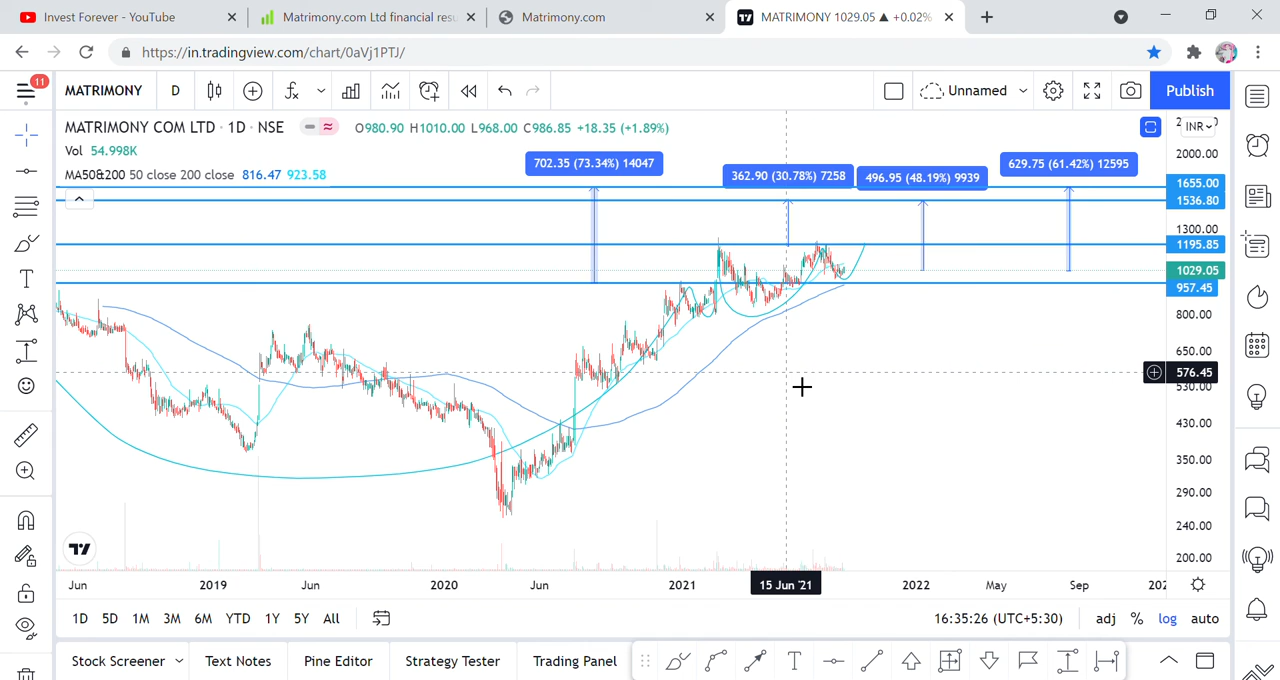 Invest Forever - YouTube
Matrimony.com Ltd financial resu
Matrimony.com
MATRIMONY 1029.05 ▲ +0.02%
https://in.tradingview.com/chart/0aVj1PTJ/
11
MATRIMONY
D
Unnamed
Publish
MATRIMONY COM LTD · 1D · NSE
O980.90 H1010.00 L968.00 C986.85 +18.35 (+1.89%)
INR
Vol 54.998K
MA50&200 50 close 200 close 816.47 923.58
702.35 (73.34%) 14047
362.90 (30.78%) 7258
496.95 (48.19%) 9939
629.75 (61.42%) 12595
2000.00
1655.00
1536.80
1300.00
1195.85
1029.05
957.45
800.00
650.00
576.45
530.00
430.00
350.00
290.00
240.00
200.00
Jun
2019
Jun
2020
Jun
2021
15 Jun '21
2022
May
Sep
202
1D 5D 1M 3M 6M YTD 1Y 5Y All
16:35:26 (UTC+5:30)
adj % log auto
Stock Screener
Text Notes
Pine Editor
Strategy Tester
Trading Panel